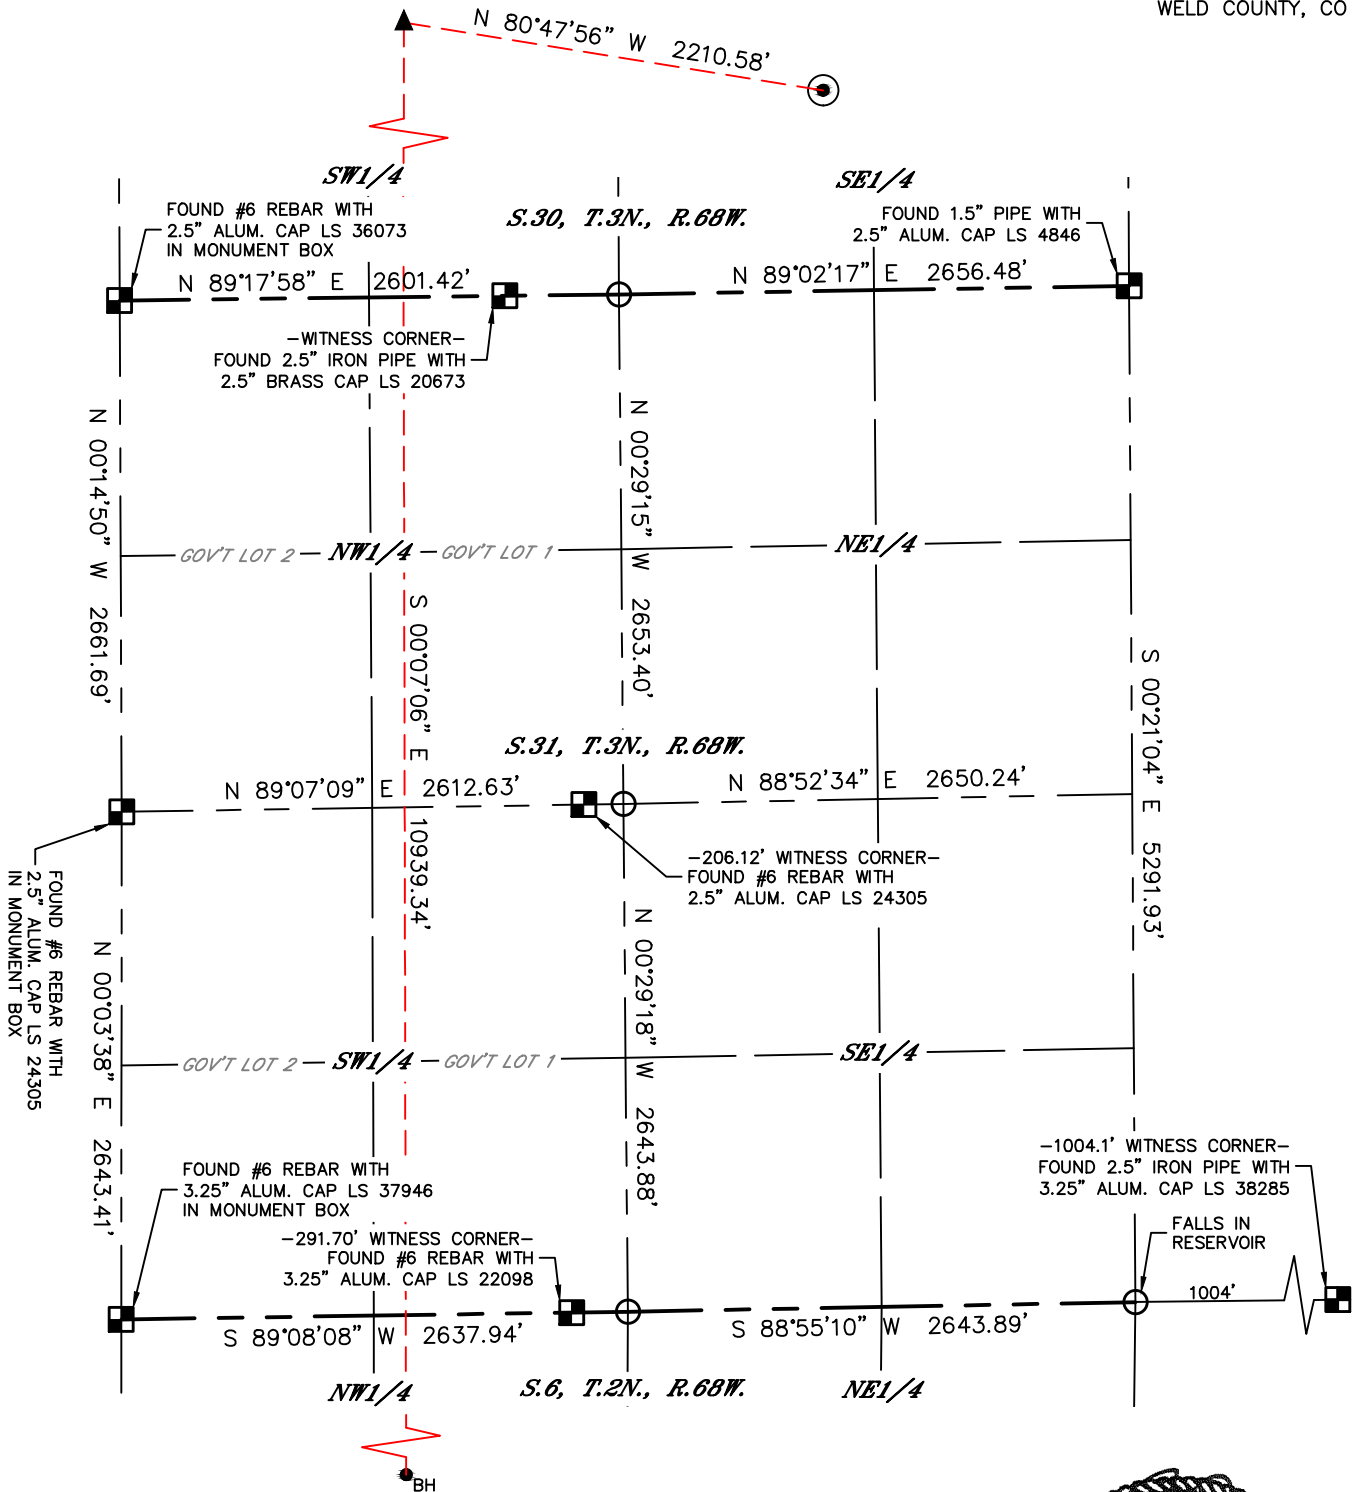 WELD COUNTY, CO
N 80°47'56" W 2210.58'
SW1/4
SE1/4
FOUND #6 REBAR WITH
2.5" ALUM. CAP LS 36073
IN MONUMENT BOX
S.30, T.3N., R.68W.
FOUND 1.5" PIPE WITH
2.5" ALUM. CAP LS 4846
N 89°17'58" E 2601.42'
N 89°02'17" E 2656.48'
-WITNESS CORNER-
FOUND 2.5" IRON PIPE WITH
2.5" BRASS CAP LS 20673
N 00°14'50" W 2661.69'
N 00°29'15" W 2653.40'
GOV'T LOT 2
NW1/4
GOV'T LOT 1
NE1/4
S 00°07'06" E 10939.34'
S 00°21'04" E 5291.93'
S.31, T.3N., R.68W.
N 89°07'09" E 2612.63'
N 88°52'34" E 2650.24'
-206.12' WITNESS CORNER-
FOUND #6 REBAR WITH
2.5" ALUM. CAP LS 24305
FOUND #6 REBAR WITH
2.5" ALUM. CAP LS 24305
IN MONUMENT BOX
N 00°03'38" E 2643.41'
N 00°29'18" W 2643.88'
GOV'T LOT 2
SW1/4
GOV'T LOT 1
SE1/4
-1004.1' WITNESS CORNER-
FOUND 2.5" IRON PIPE WITH
3.25" ALUM. CAP LS 38285
FOUND #6 REBAR WITH
3.25" ALUM. CAP LS 37946
IN MONUMENT BOX
FALLS IN
RESERVOIR
-291.70' WITNESS CORNER-
FOUND #6 REBAR WITH
3.25" ALUM. CAP LS 22098
1004'
S 89°08'08" W 2637.94'
S 88°55'10" W 2643.89'
NW1/4
S.6, T.2N., R.68W.
NE1/4
BH